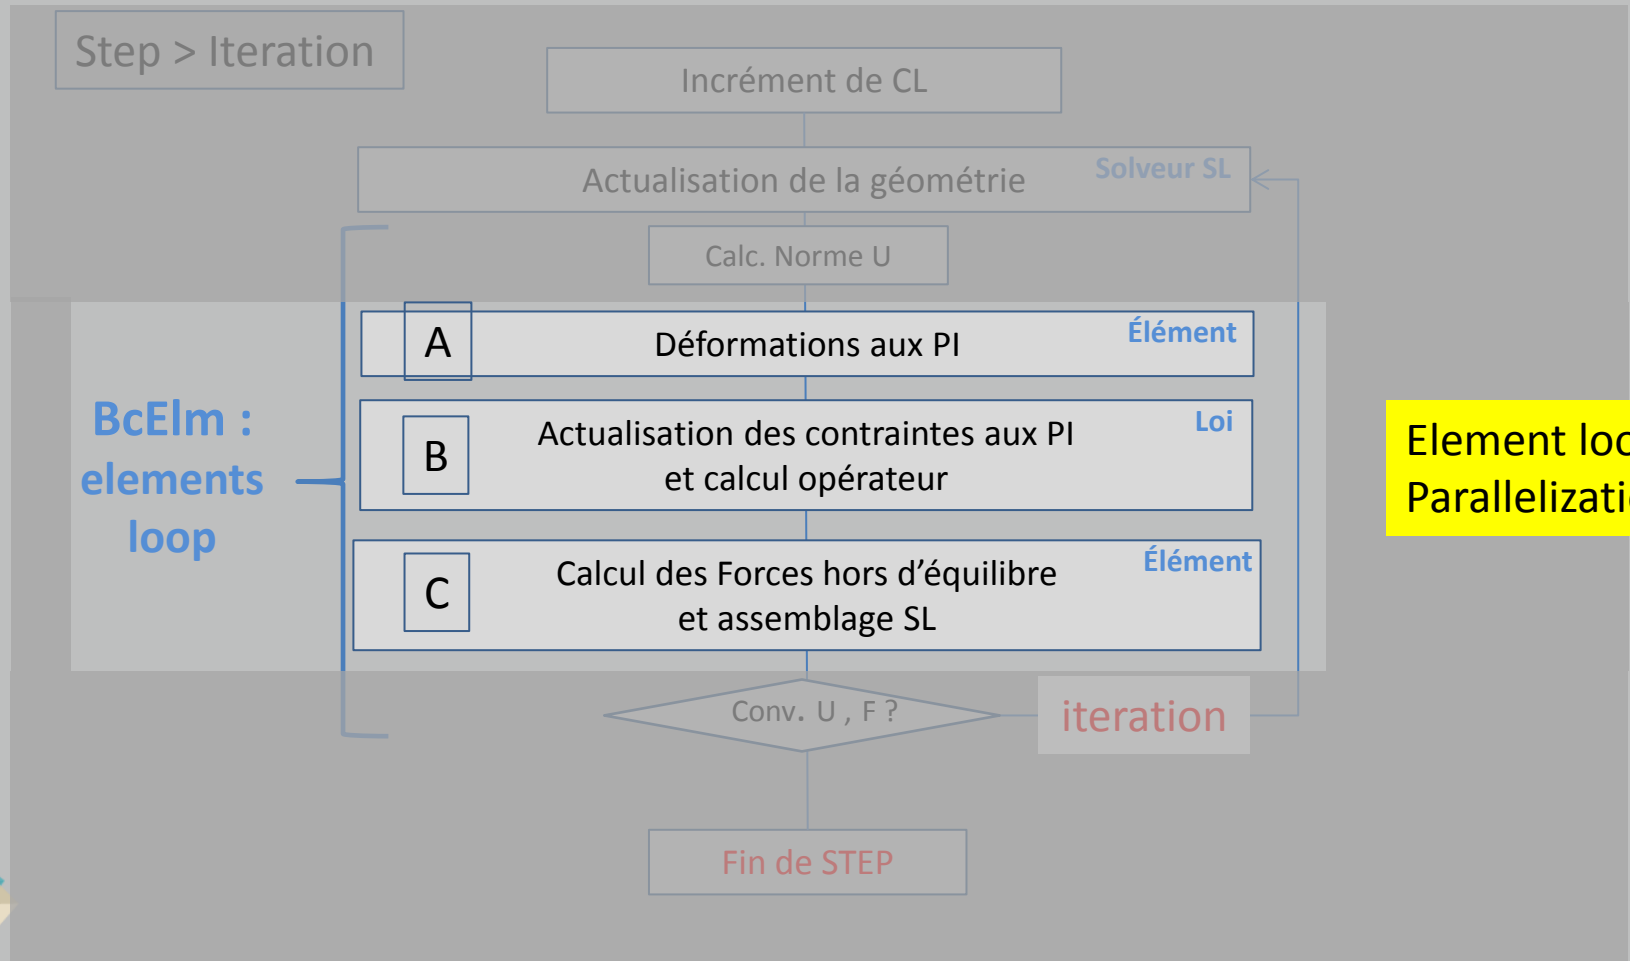 Step > Iteration
Incrément de CL
Actualisation de la géométrie
Solveur SL
Calc. Norme U
A
Déformations aux PI
Élément
BcElm :
elements
loop
B
Actualisation des contraintes aux PI
et calcul opérateur
Loi
Element
C
Calcul des Forces hors d’équilibre
et assemblage SL
Élément
Conv. U , F ?
iteration
Fin de STEP